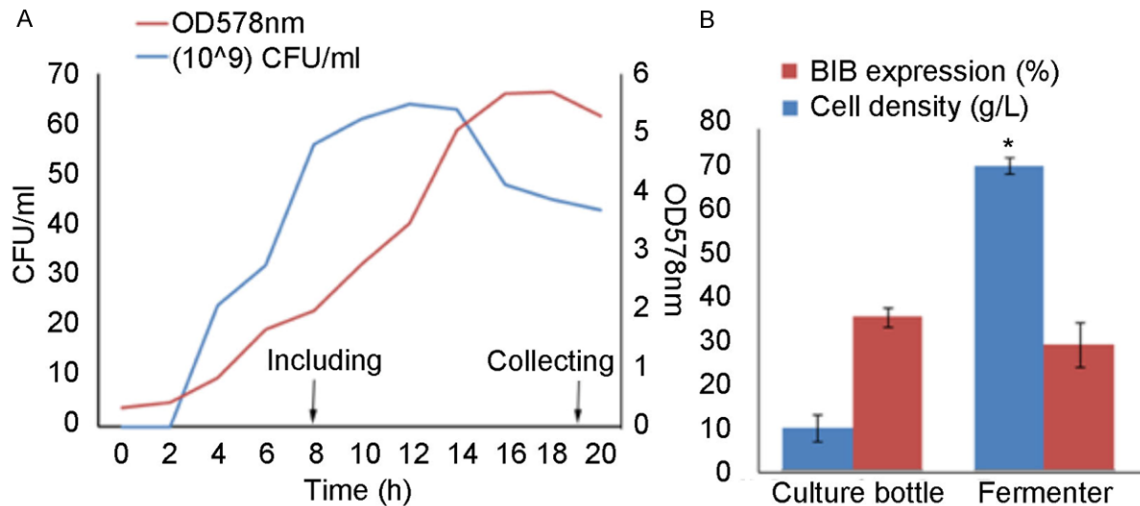 A
OD578nm
(10^9) CFU/ml
70
60
50
40
30
20
10
0
CFU/ml
6
5
4
3
2
1
0
OD578nm
Including
Collecting
0 2 4 6 8 10 12 14 16 18 20
Time (h)
B
BIB expression (%)
Cell density (g/L)
80
70
60
50
40
30
20
10
0
*
Culture bottle Fermenter